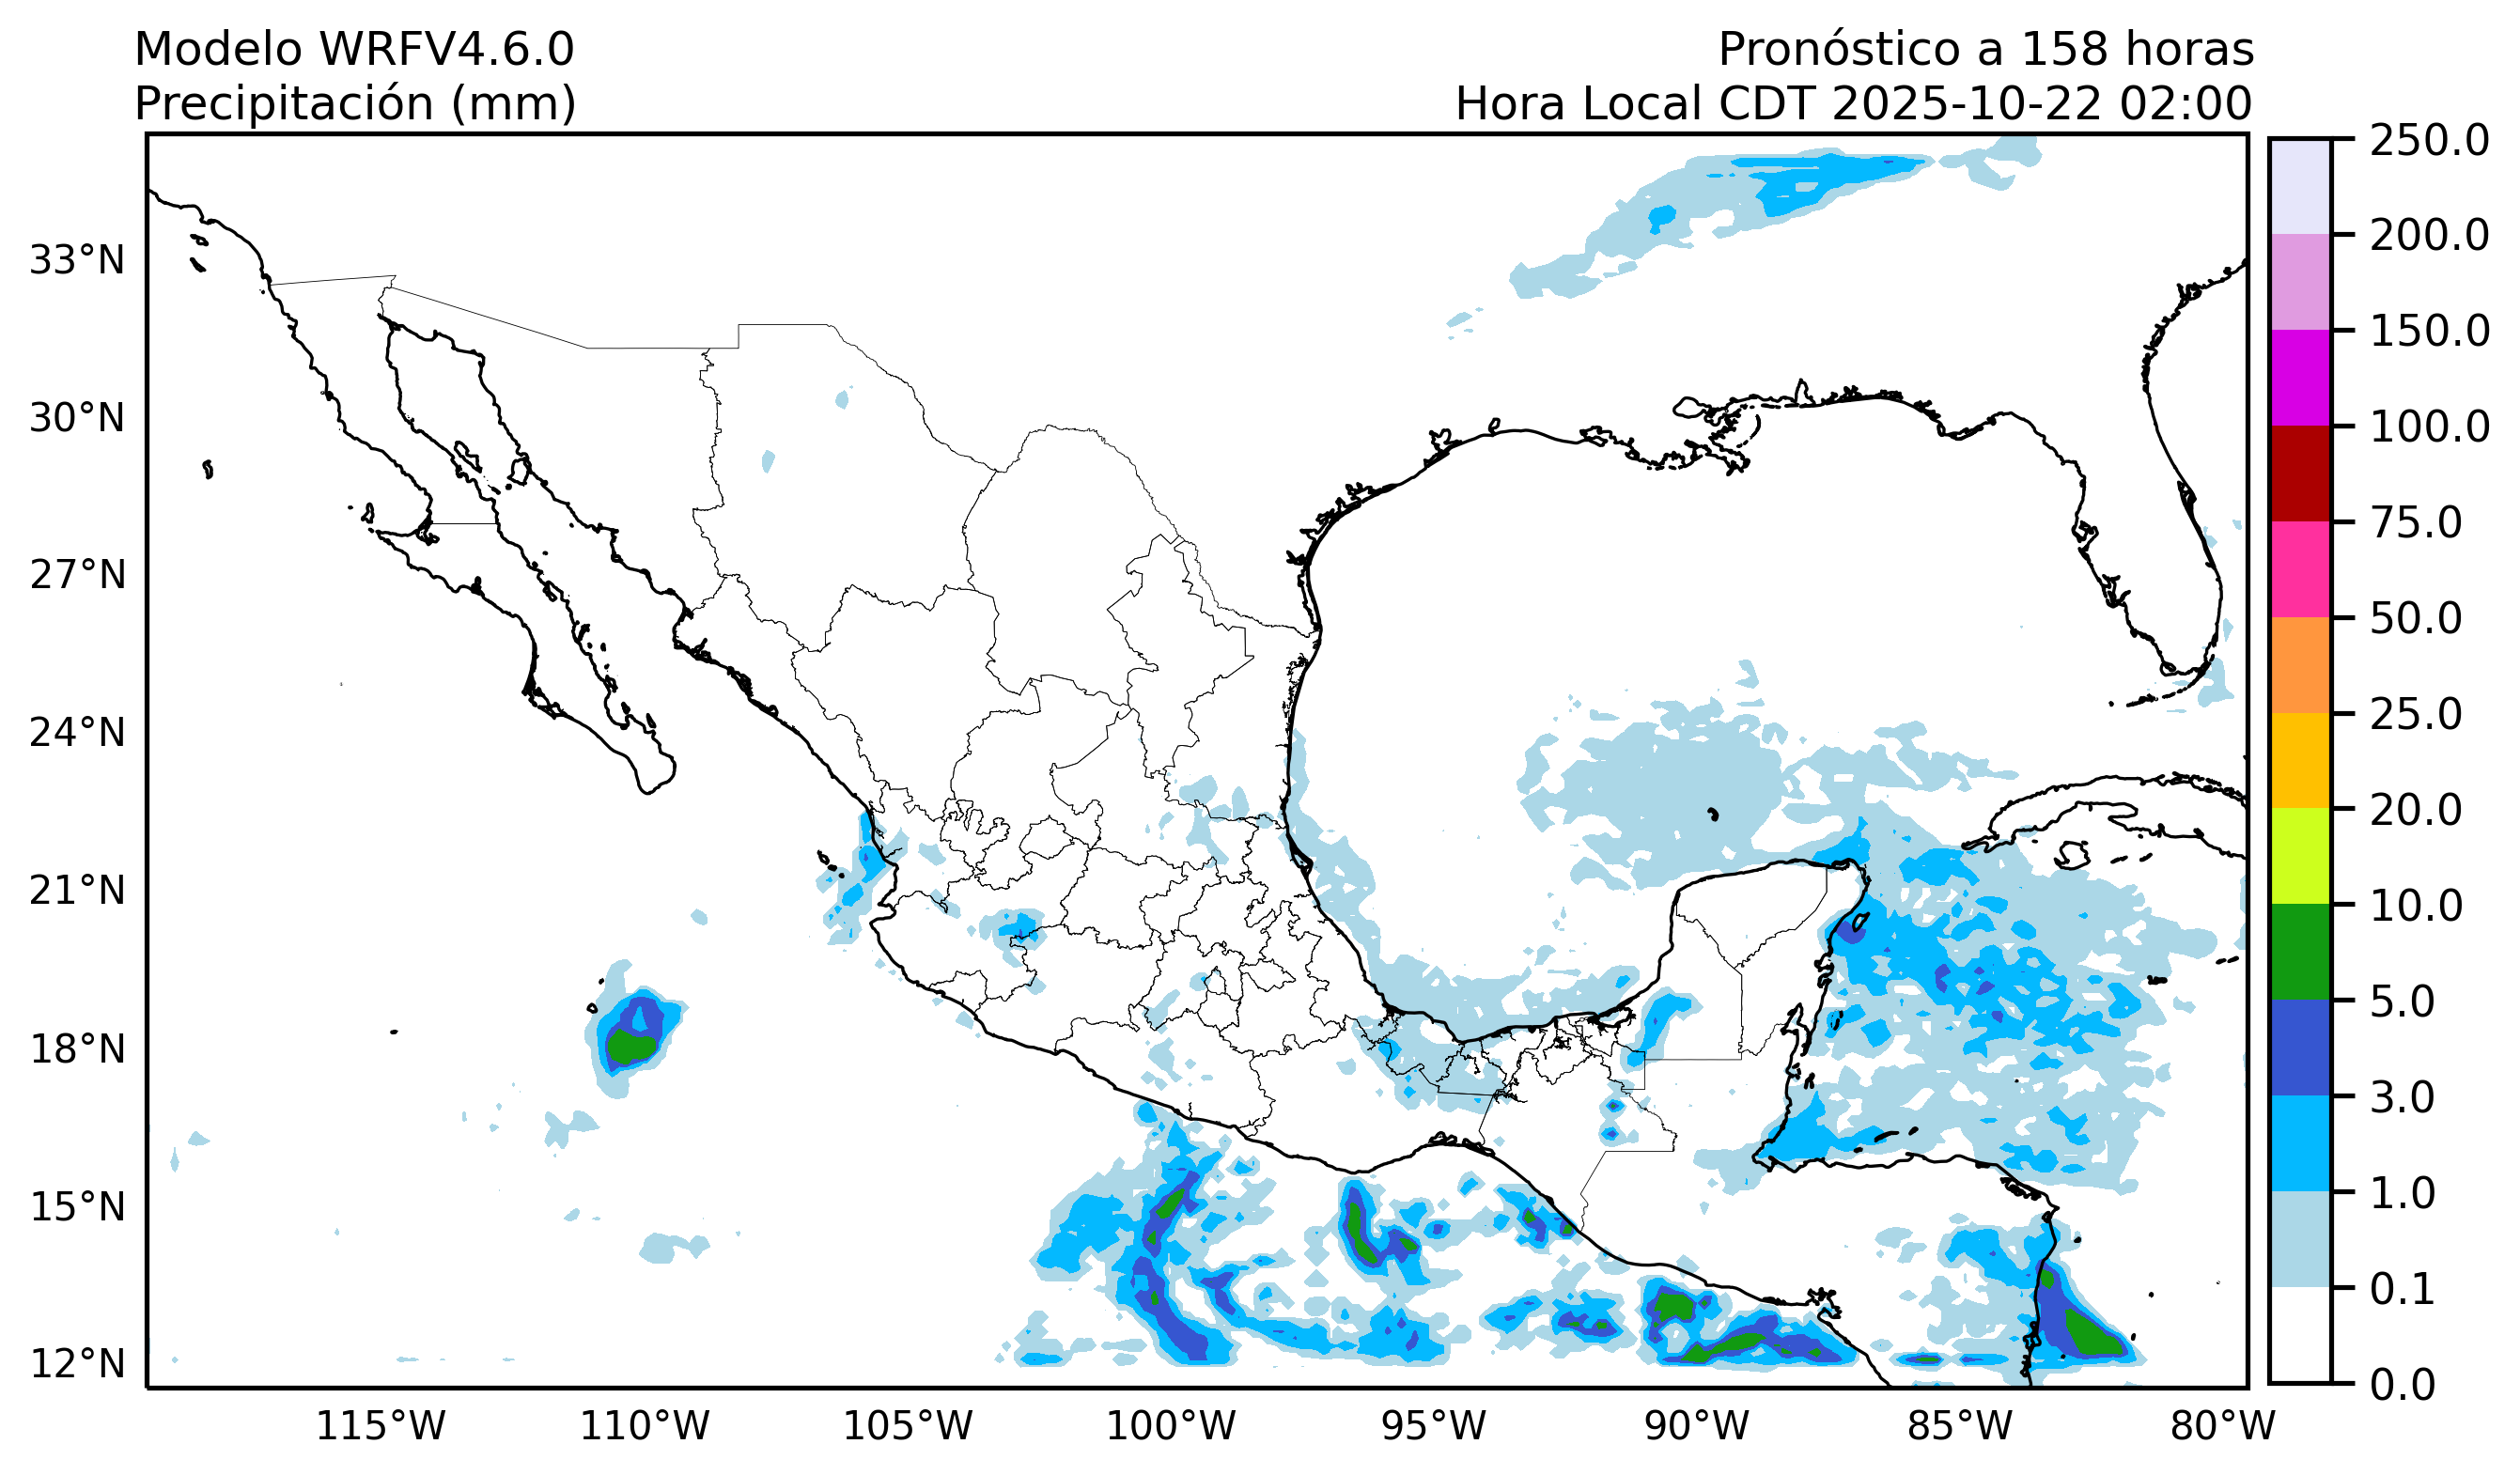 Modelo WRFV4.6.0
Precipitación (mm)
Pronóstico a 158 horas
Hora Local CDT 2025-10-22 02:00
33°N
30°N
27°N
24°N
21°N
18°N
15°N
12°N
115°W
110°W
105°W
100°W
95°W
90°W
85°W
80°W
250.0
200.0
150.0
100.0
75.0
50.0
25.0
20.0
10.0
5.0
3.0
1.0
0.1
0.0